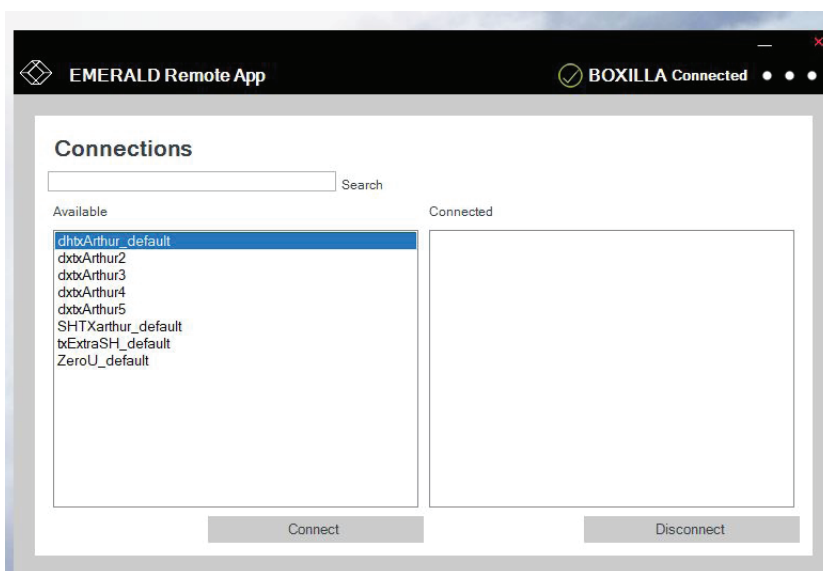 EMERALD Remote App
BOXILLA Connected
Connections
Search
Available
Connected
dhtxArthur_default
dxtxArthur2
dxtxArthur3
dxtxArthur4
dxtxArthur5
SHTXarthur_default
txExtraSH_default
ZeroU_default
Connect
Disconnect